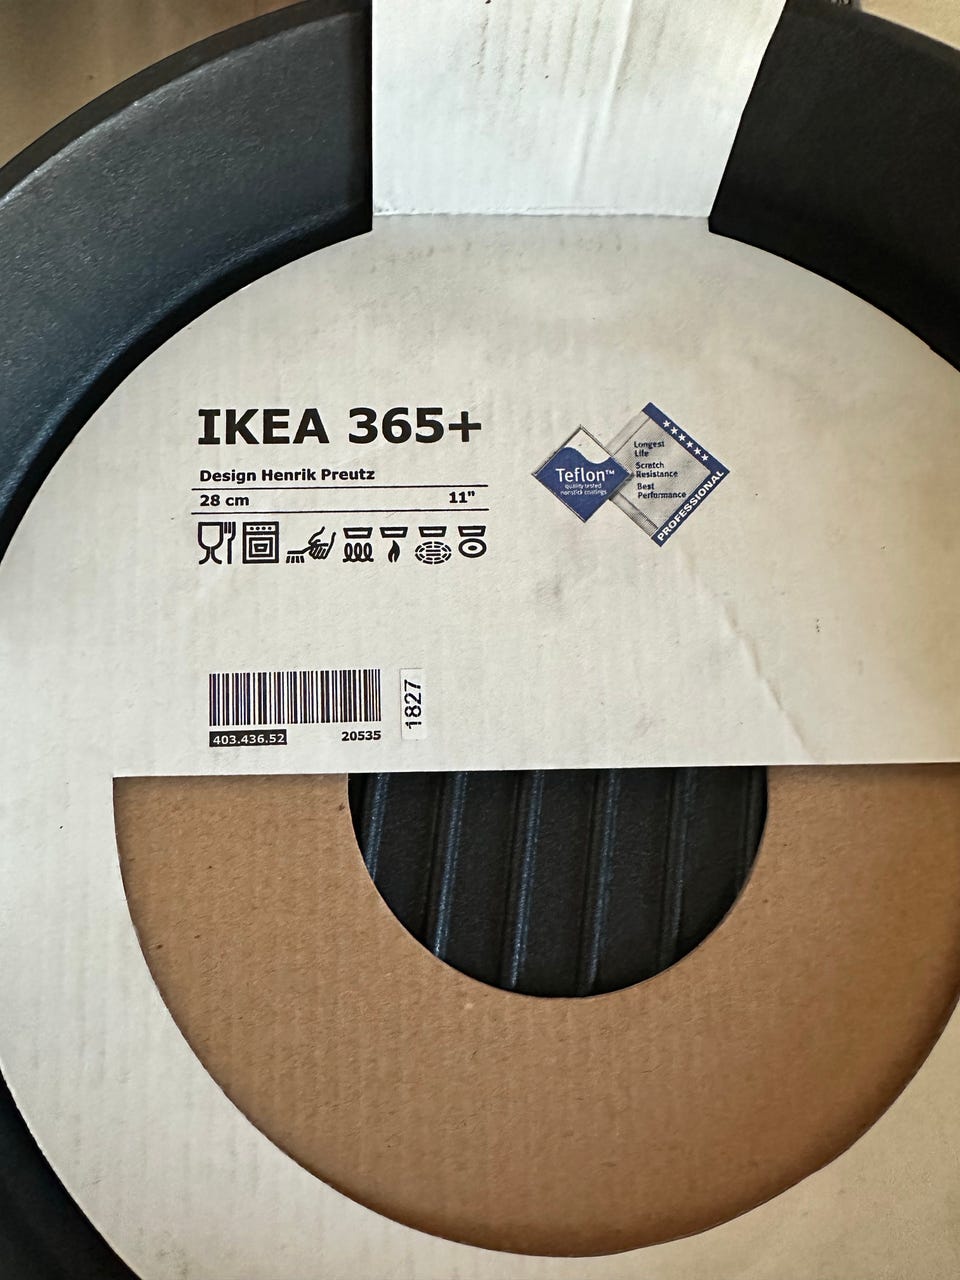 IKEA 365+
Design Henrik Preutz
28 cm 11"
Teflon™
quality tested
nonstick coatings
Longest
Life
Scratch
Resistance
Best
Performance
PROFESSIONAL
403.436.52 20535
1827